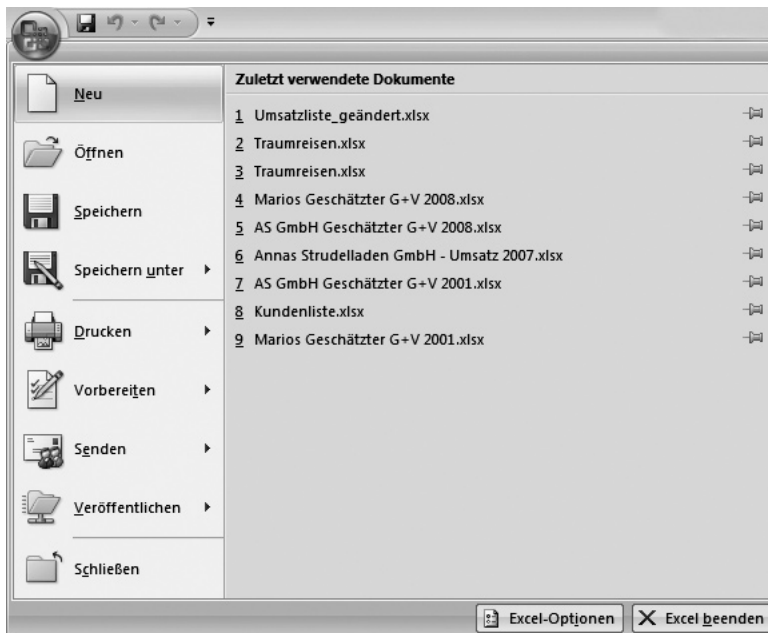 Neu
Öffnen
Speichern
Speichern unter
Drucken
Vorbereiten
Senden
Veröffentlichen
Schließen
Zuletzt verwendete Dokumente
1 Umsatzliste_geändert.xlsx
2 Traumreisen.xlsx
3 Traumreisen.xlsx
4 Marios Geschätzter G+V 2008.xlsx
5 AS GmbH Geschätzter G+V 2008.xlsx
6 Annas Strudelladen GmbH - Umsatz 2007.xlsx
7 AS GmbH Geschätzter G+V 2001.xlsx
8 Kundenliste.xlsx
9 Marios Geschätzter G+V 2001.xlsx
Excel-Optionen
Excel beenden